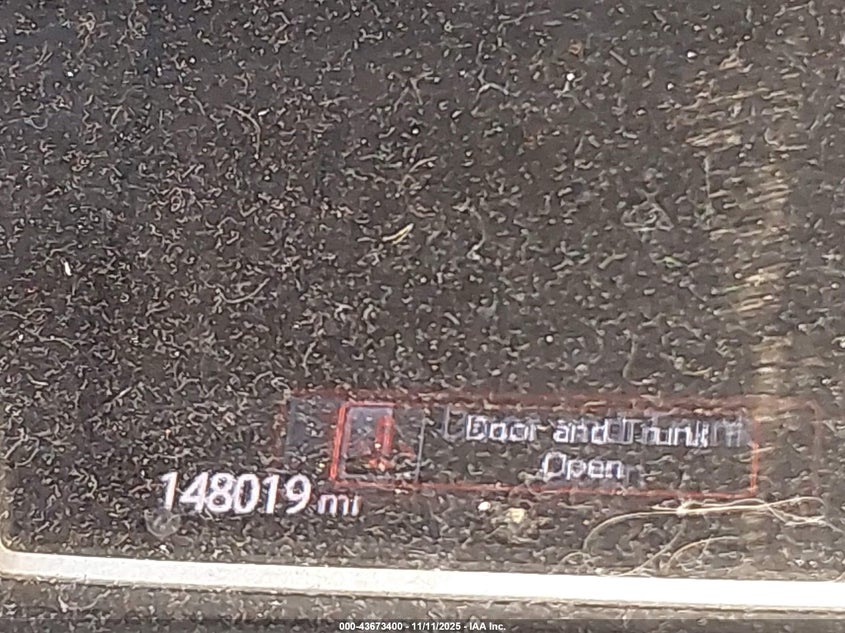 Door and Trunk
Open
148019 mi
000-43673400 - 11/11/2025 - IAA Inc.